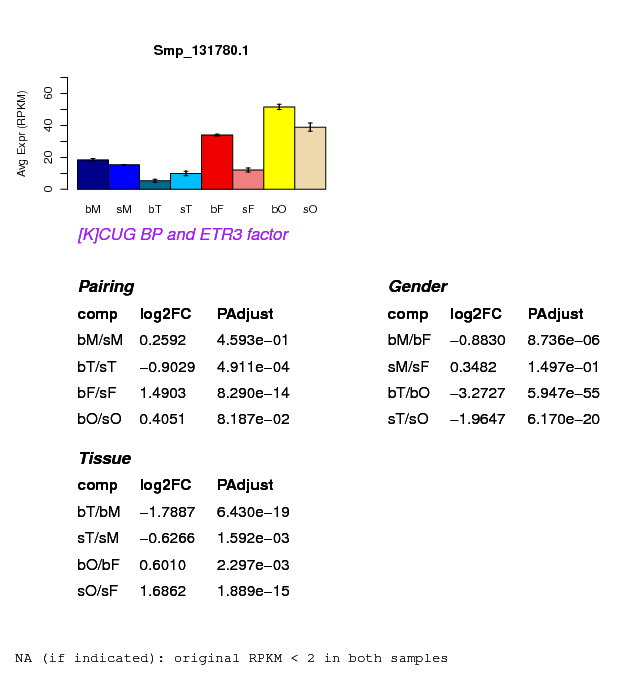 Smp_131780.1
Avg Expr (RPKM)
0 20 40 60
bM sM bT sT bF sF bO sO
[K]CUG BP and ETR3 factor
Pairing
comp log2FC PAdjust
bM/sM 0.2592 4.593e−01
bT/sT −0.9029 4.911e−04
bF/sF 1.4903 8.290e−14
bO/sO 0.4051 8.187e−02
Gender
comp log2FC PAdjust
bM/bF −0.8830 8.736e−06
sM/sF 0.3482 1.497e−01
bT/bO −3.2727 5.947e−55
sT/sO −1.9647 6.170e−20
Tissue
comp log2FC PAdjust
bT/bM −1.7887 6.430e−19
sT/sM −0.6266 1.592e−03
bO/bF 0.6010 2.297e−03
sO/sF 1.6862 1.889e−15
NA (if indicated): original RPKM < 2 in both samples